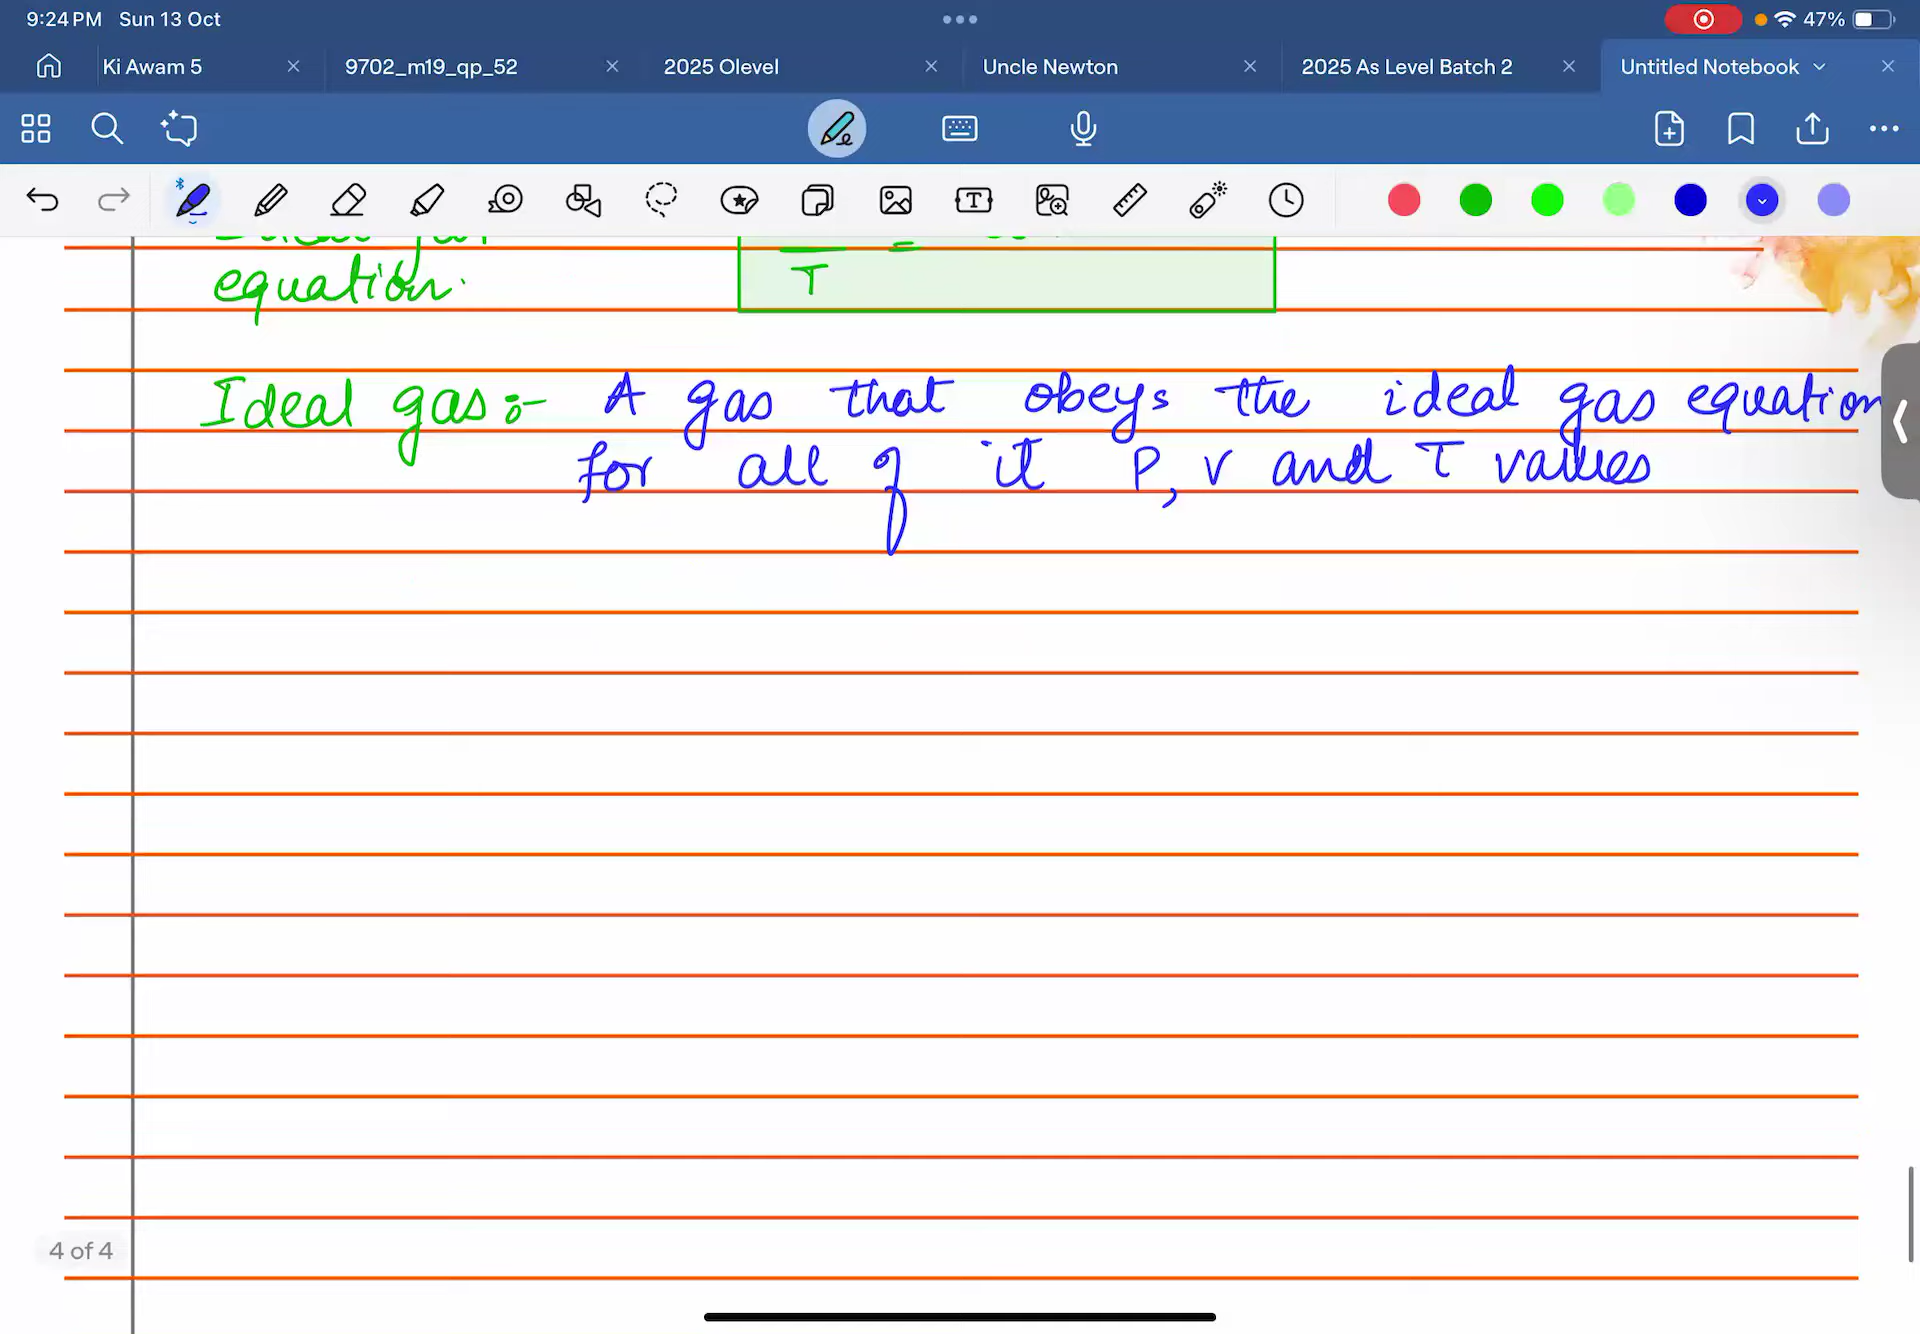 9:24 PM Sun 13 Oct
47%
Ki Awam 5
9702_m19_qp_52
2025 Olevel
Uncle Newton
2025 As Level Batch 2
Untitled Notebook
equation.
=
T
Ideal gas :- A gas that obeys the ideal gas equation
for all of it P, V and T values
4 of 4